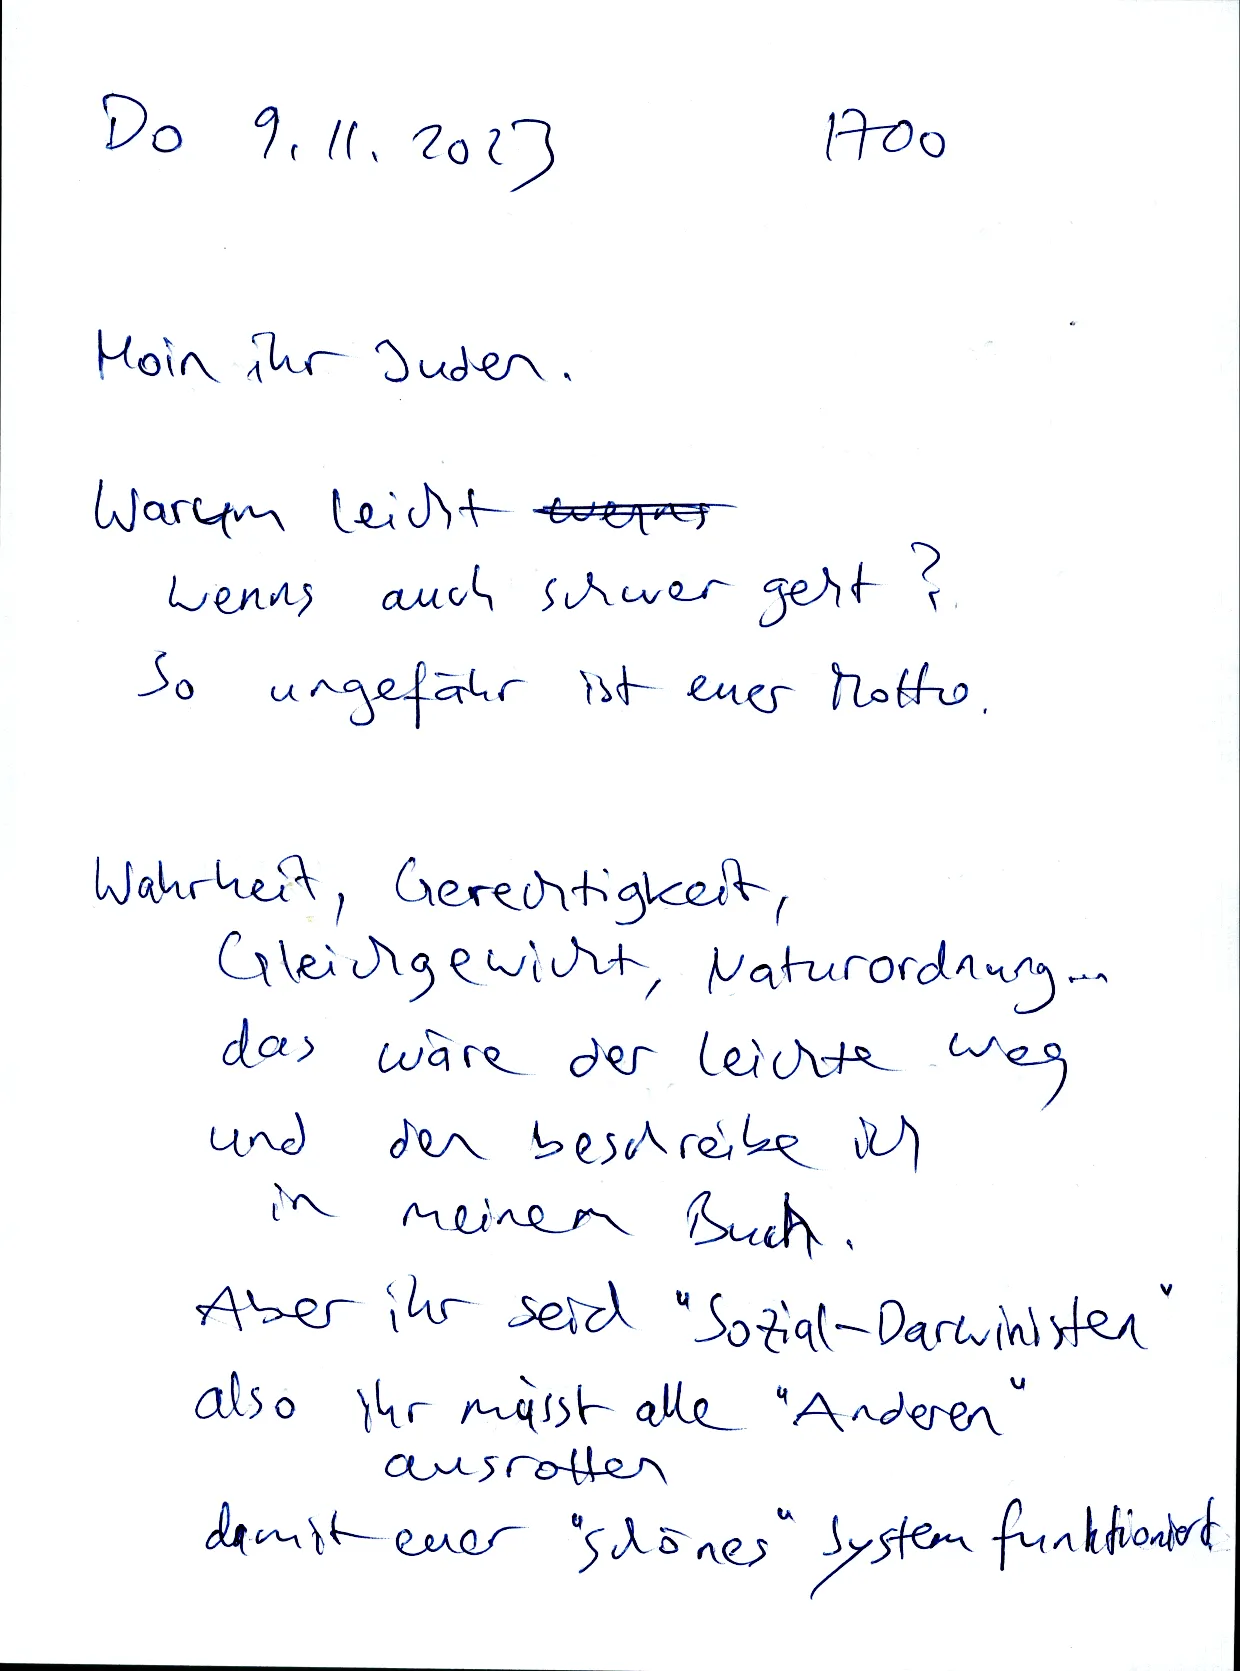 Do 9.11.2023 1700
Moin ihr Juden.
Warum leicht wenns
wenns auch schwer geht?
So ungefähr ist euer Motto.
Wahrheit, Gerechtigkeit,
Gleichgewicht, Naturordnung...
das wäre der leichte weg
und den beschreibe ich
in meinem Buch.
Aber ihr seid "Sozial-Darwinisten"
also ihr müsst alle "Anderen"
ausrotten
damit euer "schönes" System funktioniert